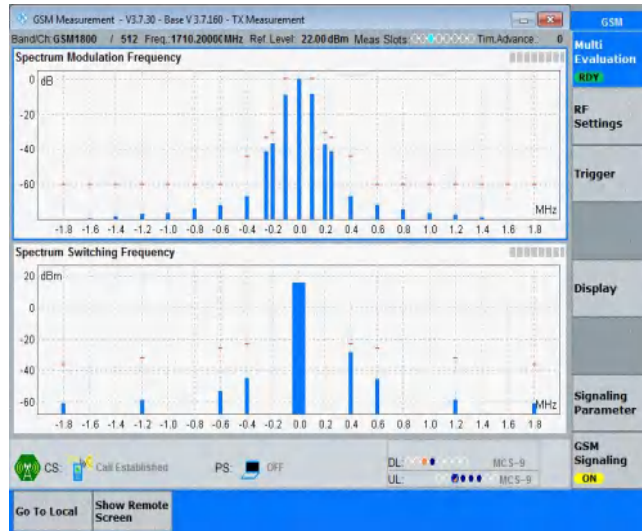 GSM Measurement - V3.7.30 - Base V 3.7.160 - TX Measurement
GSM
Band/Ch: GSM1800 / 512 Freq.: 1710.20000 MHz Ref. Level: 22.00 dBm Meas Slots: Tim.Advance: 0
Multi
Evaluation
RDY
Spectrum Modulation Frequency
0 dB
-20
-40
-60
MHz
-1.8 -1.6 -1.4 -1.2 -1.0 -0.8 -0.6 -0.4 -0.2 0.0 0.2 0.4 0.6 0.8 1.0 1.2 1.4 1.6 1.8
RF
Settings
Trigger
Spectrum Switching Frequency
20 dBm
0
-20
-40
-60
MHz
-1.8 -1.6 -1.4 -1.2 -1.0 -0.8 -0.6 -0.4 -0.2 0.0 0.2 0.4 0.6 0.8 1.0 1.2 1.4 1.6 1.8
Display
Signaling
Parameter
CS: Call Established PS: OFF DL: MCS-9
UL: MCS-9
GSM
Signaling
ON
Go To Local
Show Remote
Screen